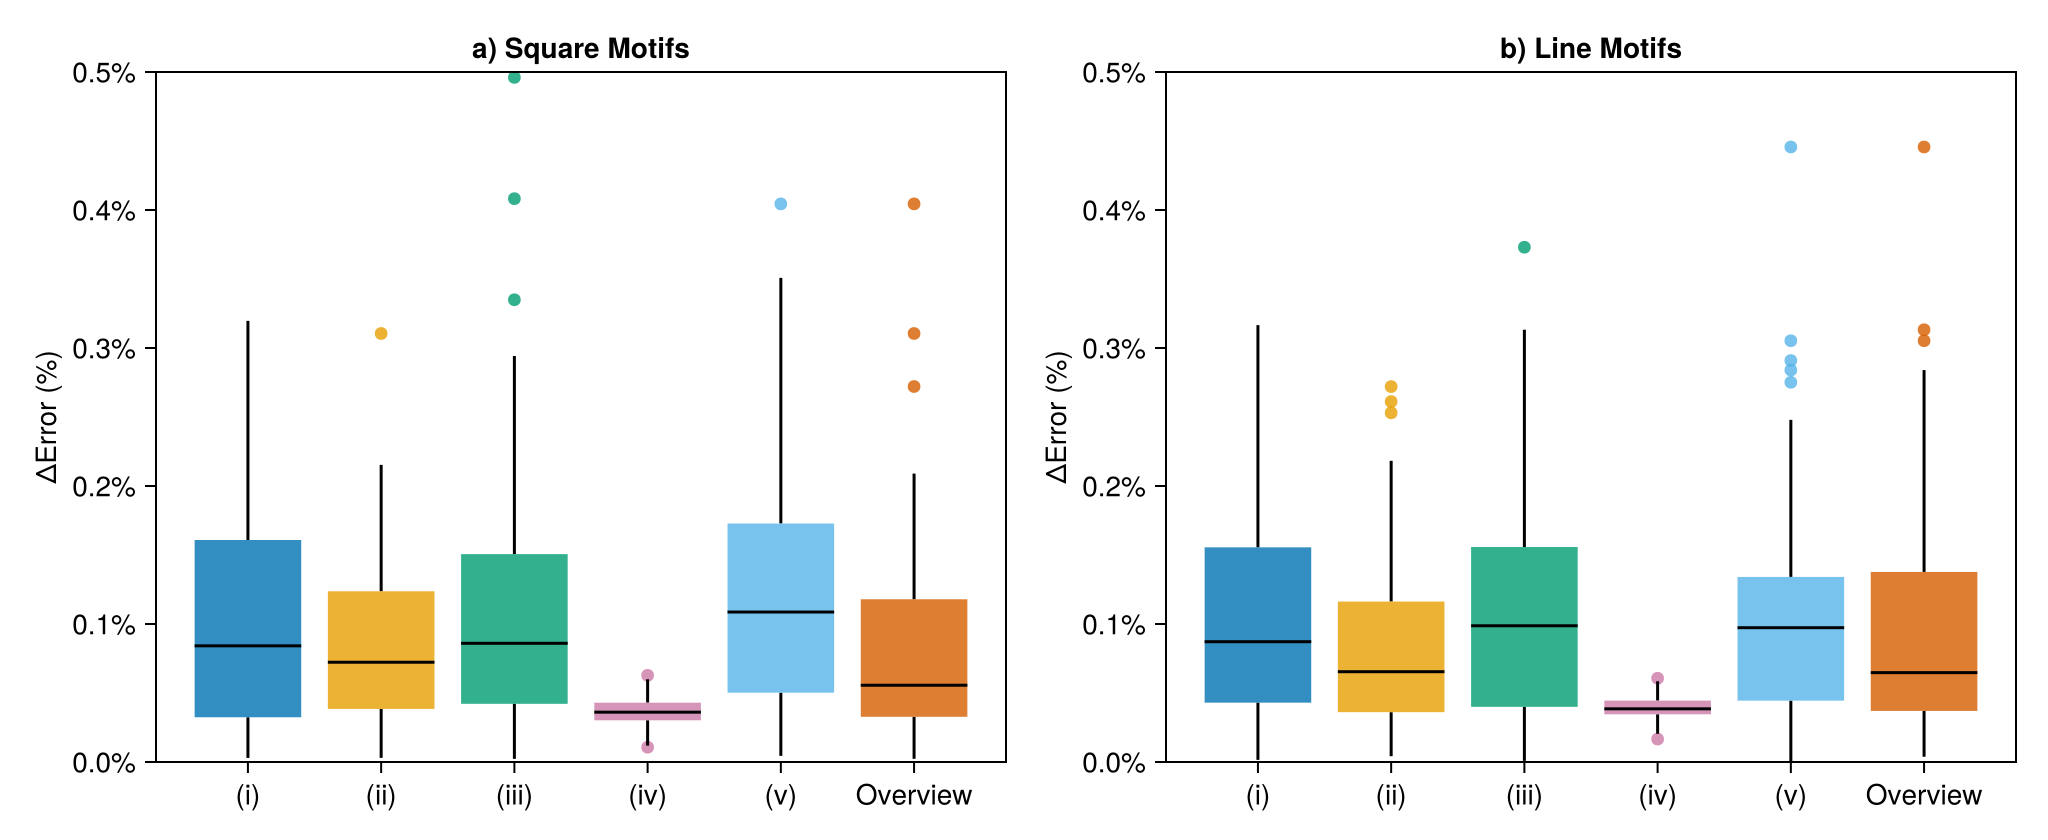 a) Square Motifs
0.5%
0.4%
0.3%
0.2%
0.1%
0.0%
ΔError (%)
(i) (ii) (iii) (iv) (v) Overview
b) Line Motifs
0.5%
0.4%
0.3%
0.2%
0.1%
0.0%
ΔError (%)
(i) (ii) (iii) (iv) (v) Overview